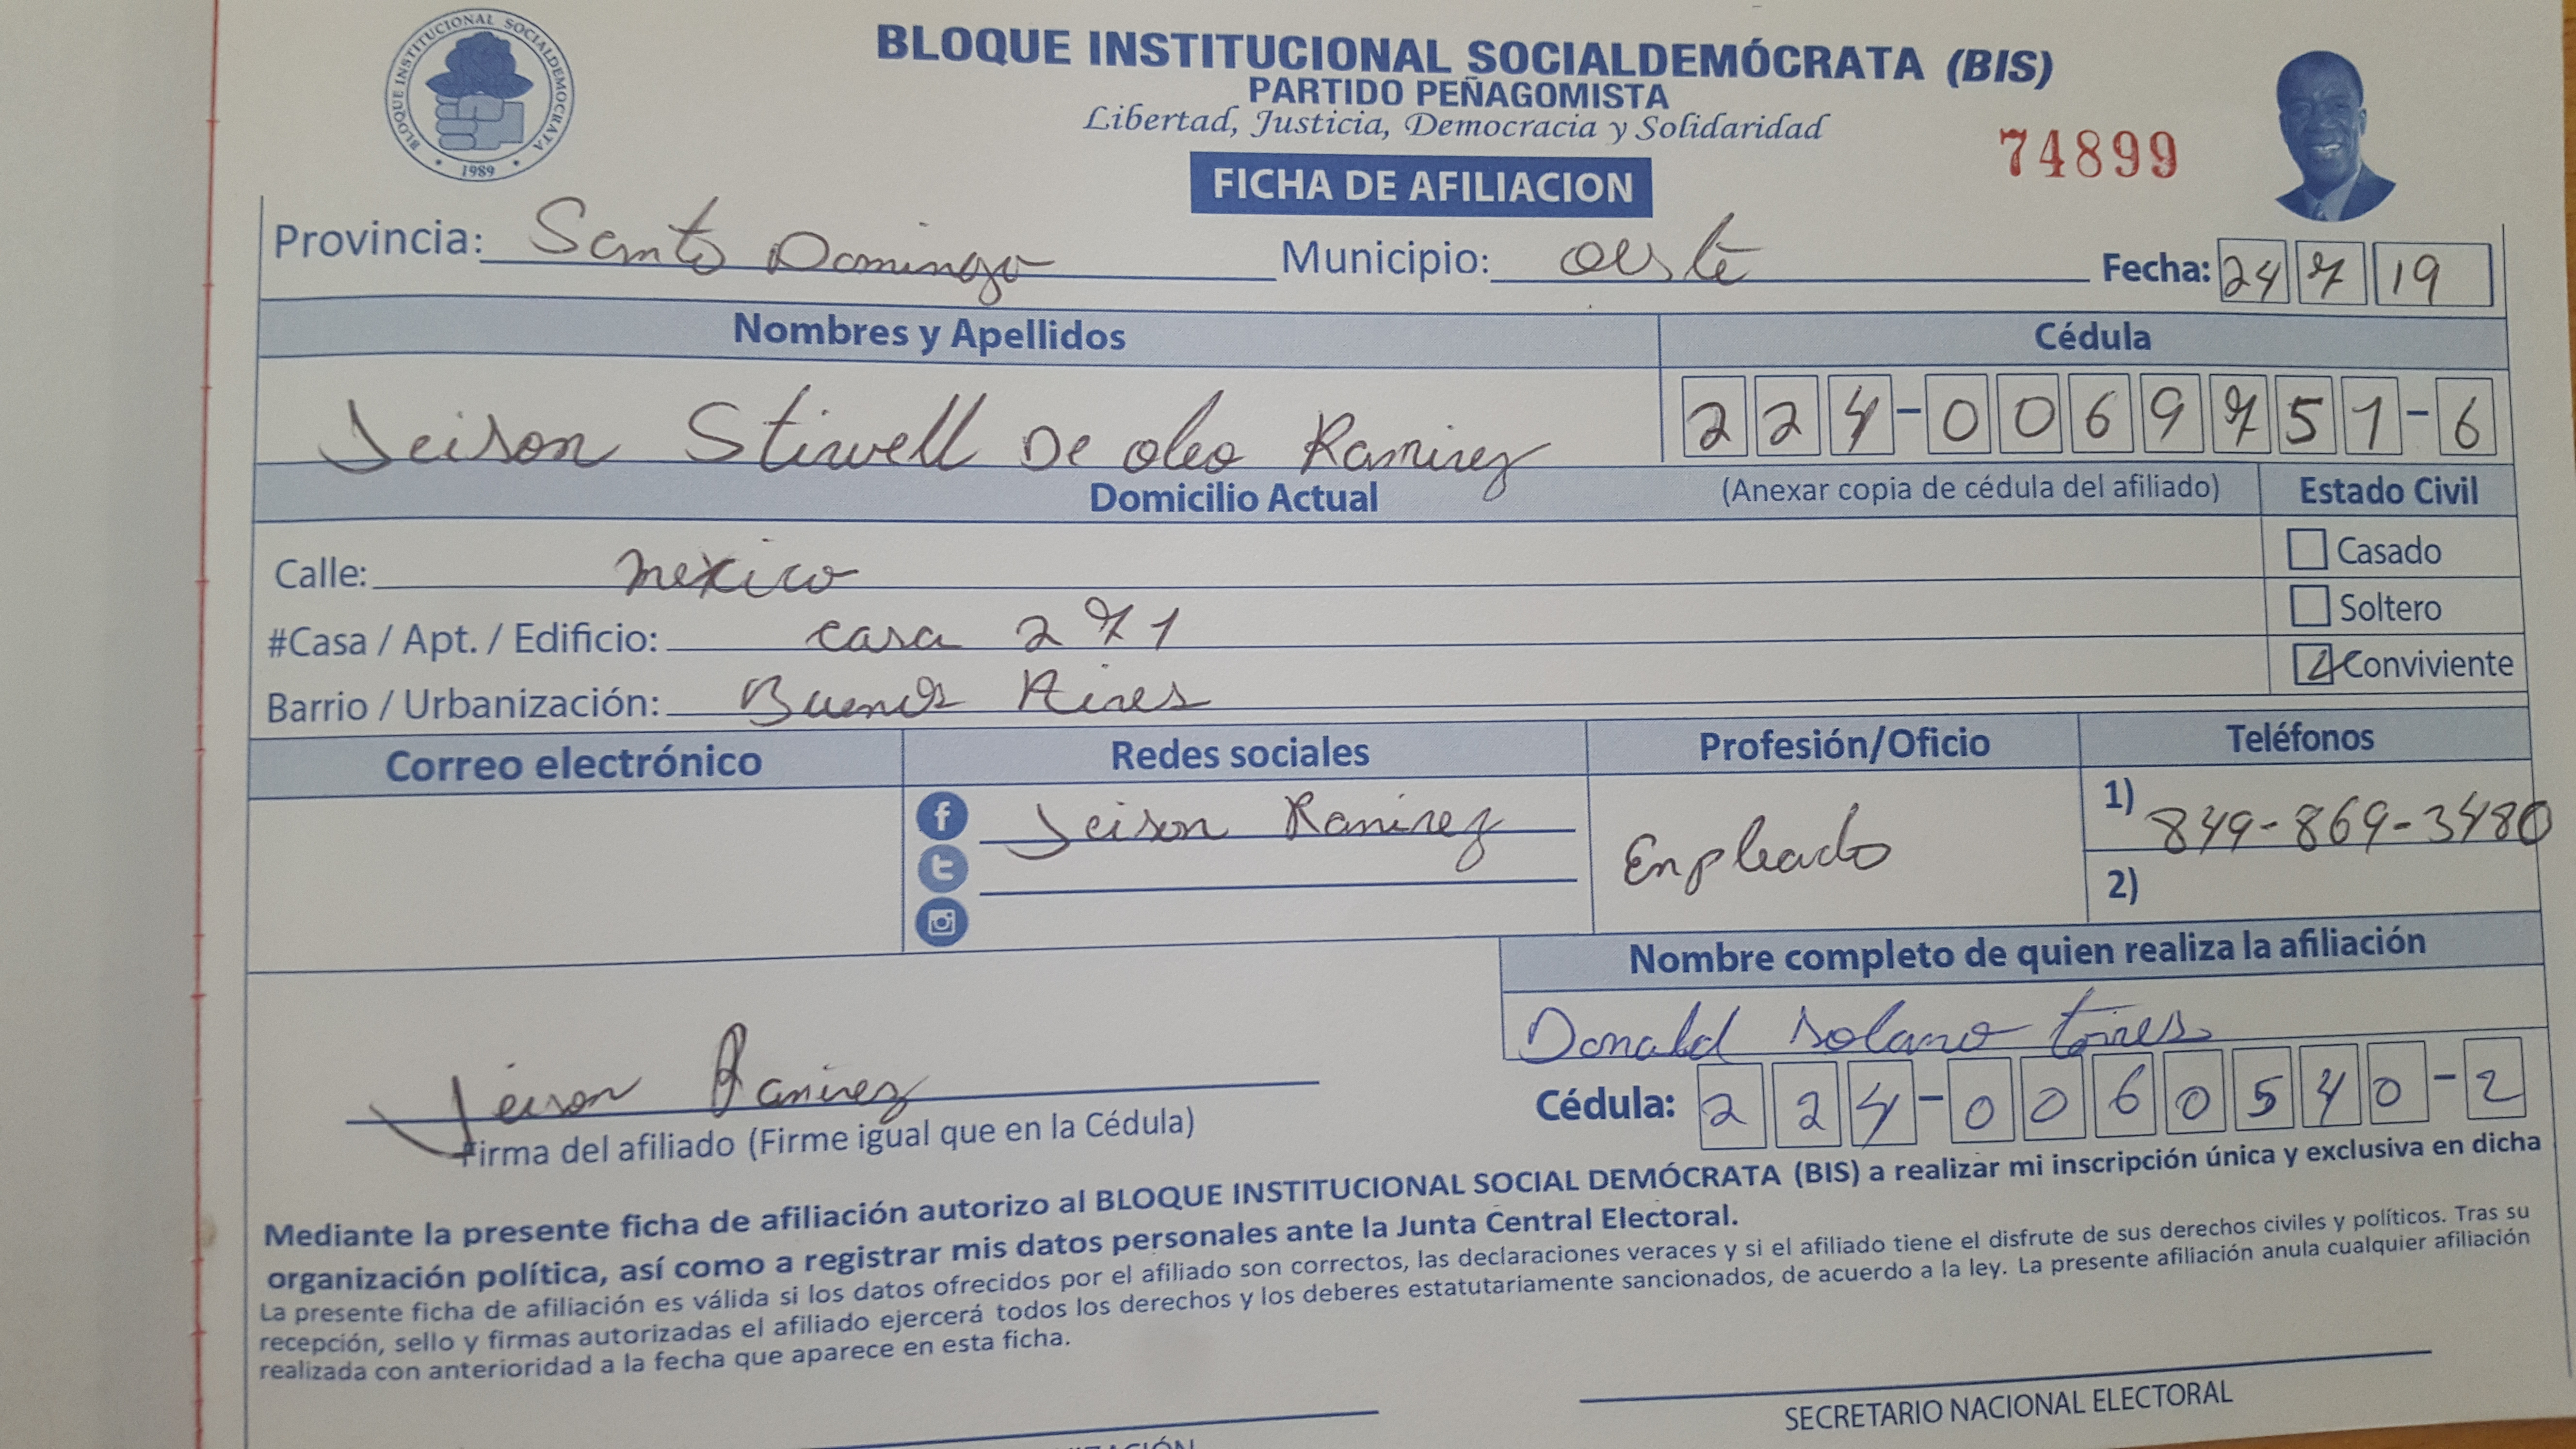 BLOQUE INSTITUCIONAL SOCIALDEMOCRATA
1989
BLOQUE INSTITUCIONAL SOCIALDEMÓCRATA (BIS)
PARTIDO PEÑAGOMISTA
Libertad, Justicia, Democracia y Solidaridad
74899
FICHA DE AFILIACION
Provincia: Santo Domingo Municipio: oeste Fecha: 24 7 19
Nombres y Apellidos Cédula
Jeison Stiwell De oleo Ramirez 224-0069751-6
Domicilio Actual (Anexar copia de cédula del afiliado) Estado Civil
Calle: mexico Casado
#Casa / Apt. / Edificio: casa 271 Soltero
Barrio / Urbanización: Buenos Aires Conviviente
Correo electrónico Redes sociales Profesión/Oficio Teléfonos
Jeison Ramirez Enpleado 1) 849-869-3480
2)
Nombre completo de quien realiza la afiliación
Donald Solano torres
Jeison Ramirez Cédula: 224-0060540-2
Firma del afiliado (Firme igual que en la Cédula)
Mediante la presente ficha de afiliación autorizo al BLOQUE INSTITUCIONAL SOCIAL DEMÓCRATA (BIS) a realizar mi inscripción única y exclusiva en dicha
organización política, así como a registrar mis datos personales ante la Junta Central Electoral.
La presente ficha de afiliación es válida si los datos ofrecidos por el afiliado son correctos, las declaraciones veraces y si el afiliado tiene el disfrute de sus derechos civiles y políticos. Tras su
recepción, sello y firmas autorizadas el afiliado ejercerá todos los derechos y los deberes estatutariamente sancionados, de acuerdo a la ley. La presente afiliación anula cualquier afiliación
realizada con anterioridad a la fecha que aparece en esta ficha.
SECRETARIO NACIONAL ELECTORAL